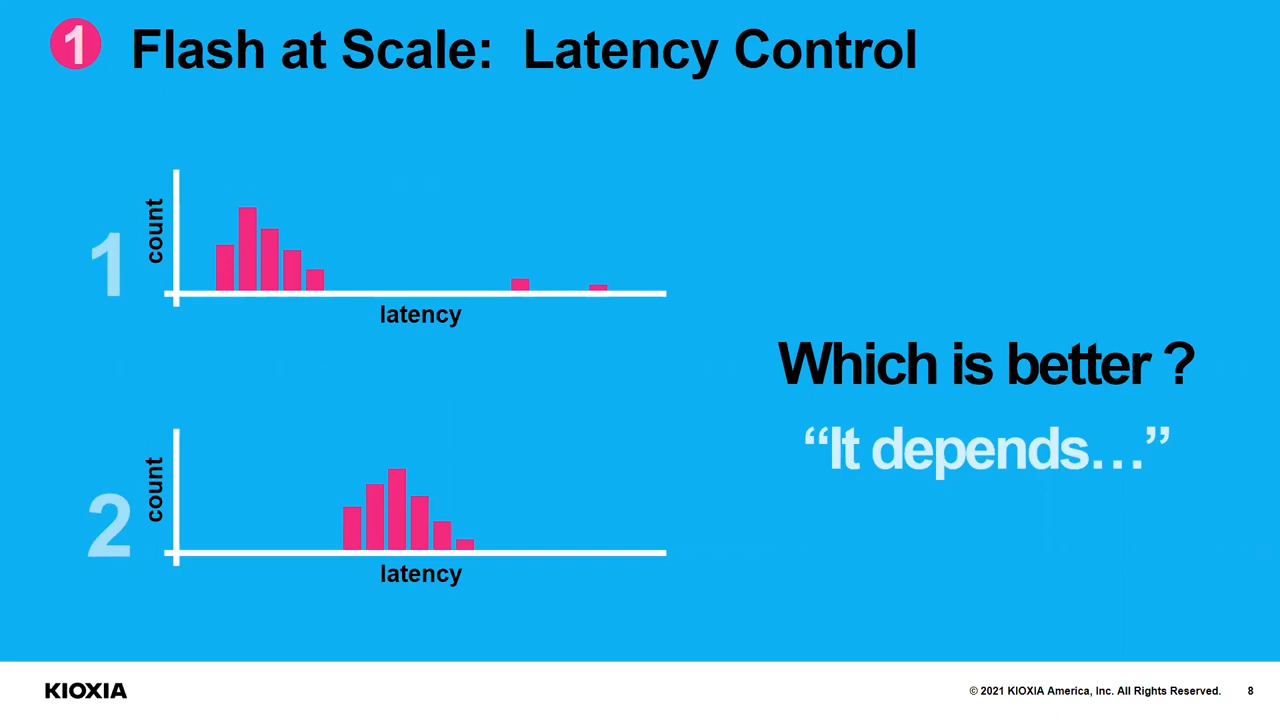 1 Flash at Scale: Latency Control
1
count
latency
Which is better ?
“It depends…”
2
count
latency
KIOXIA
© 2021 KIOXIA America, Inc. All Rights Reserved. 8